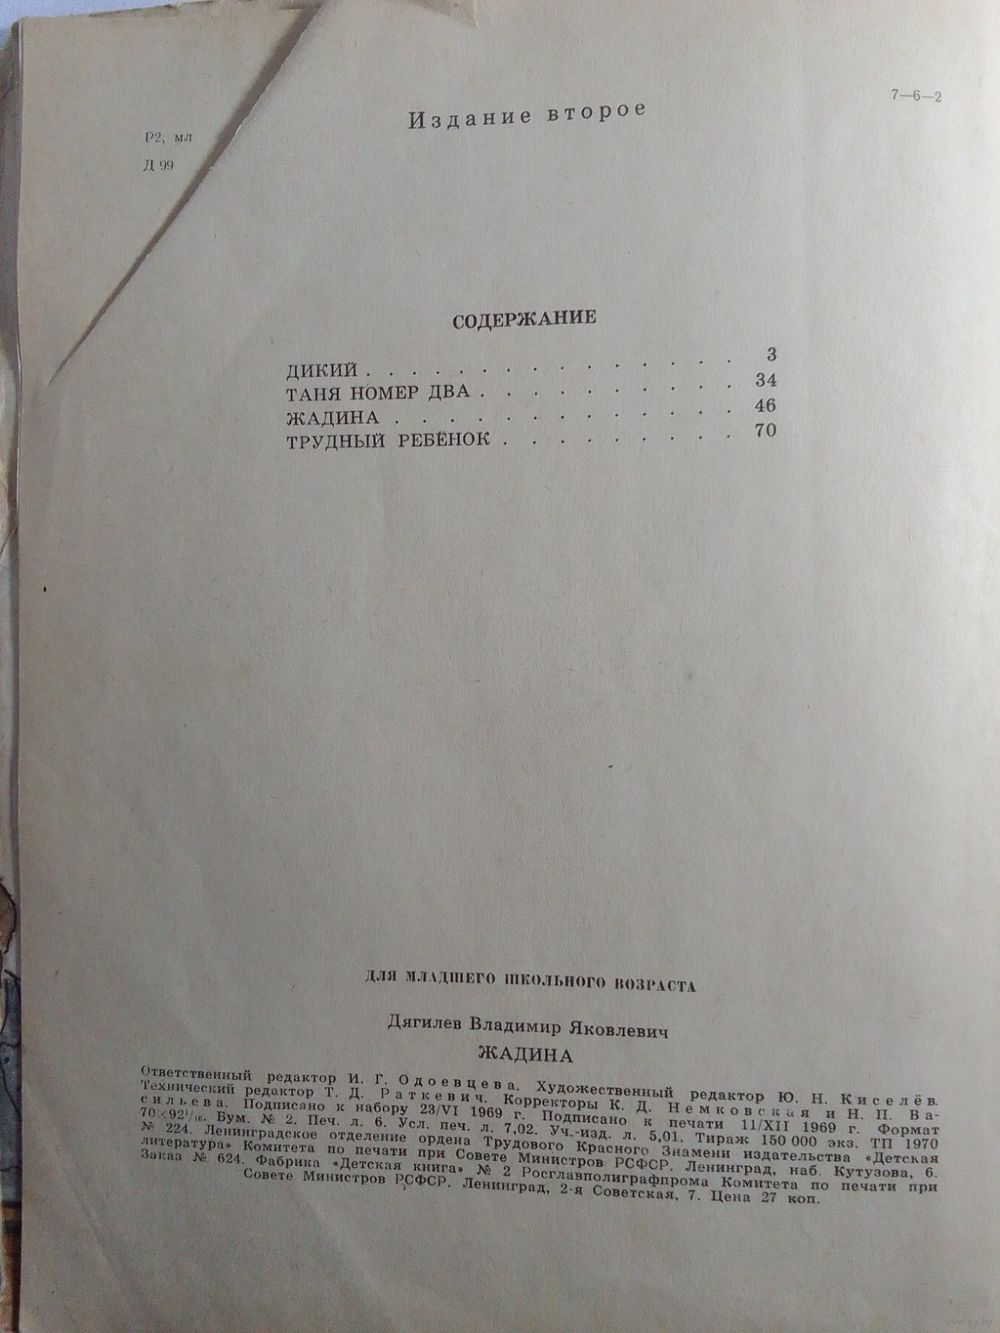 7—6—2
Издание второе
Р2, мл
Д 99
СОДЕРЖАНИЕ
ДИКИЙ . . . . . . . . . . . . . . 3
ТАНЯ НОМЕР ДВА . . . . . . . . . . 34
ЖАДИНА . . . . . . . . . . . . . 46
ТРУДНЫЙ РЕБЁНОК . . . . . . . . . 70
ДЛЯ МЛАДШЕГО ШКОЛЬНОГО ВОЗРАСТА
Дягилев Владимир Яковлевич
ЖАДИНА
Ответственный редактор И. Г. Одоевцева. Художественный редактор Ю. Н. Киселёв.
Технический редактор Т. Д. Раткевич. Корректоры К. Д. Немковская и Н. П. Ва-
сильева. Подписано к набору 23/VI 1969 г. Подписано к печати 11/XII 1969 г. Формат
70×92¹/₁₆. Бум. № 2. Печ. л. 6. Усл. печ. л. 7,02. Уч.-изд. л. 5,01. Тираж 150 000 экз. ТП 1970
№ 224. Ленинградское отделение ордена Трудового Красного Знамени издательства «Детская
литература» Комитета по печати при Совете Министров РСФСР. Ленинград, наб. Кутузова, 6.
Заказ № 624. Фабрика «Детская книга» № 2 Росглавполиграфпрома Комитета по печати при
Совете Министров РСФСР. Ленинград, 2-я Советская, 7. Цена 27 коп.
www.ay.by